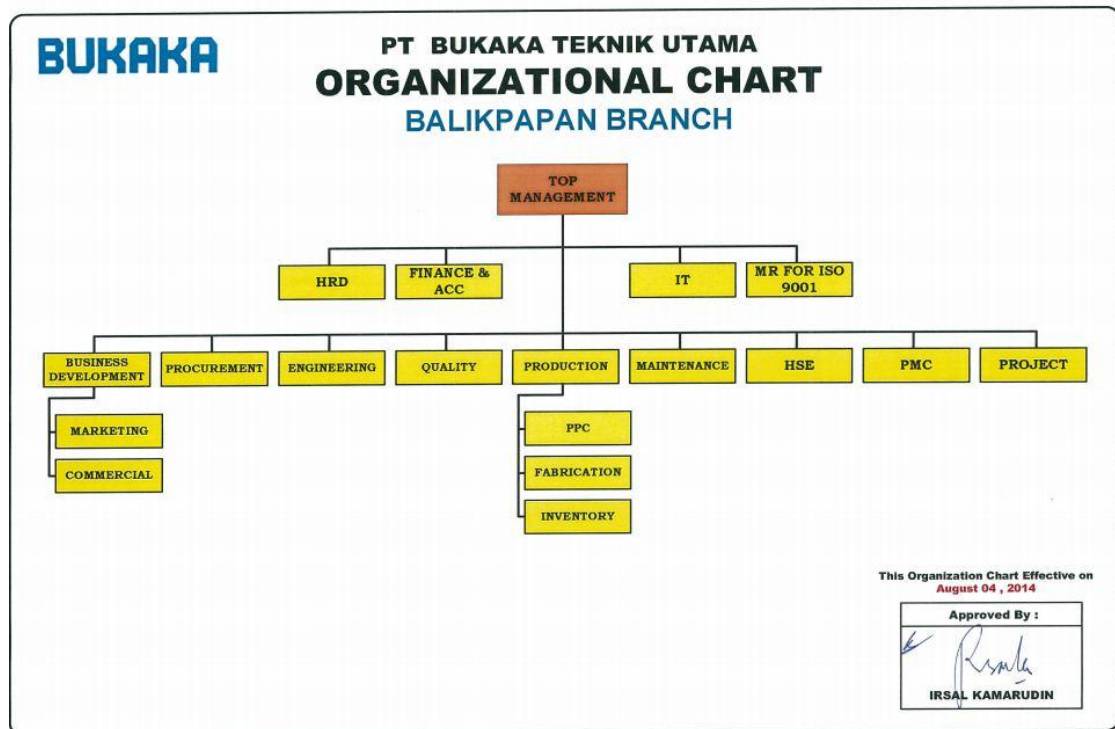 BUKAKA
PT BUKAKA TEKNIK UTAMA
ORGANIZATIONAL CHART
BALIKPAPAN BRANCH
TOP
MANAGEMENT
HRD
FINANCE &
ACC
IT
MR FOR ISO
9001
BUSINESS
DEVELOPMENT
PROCUREMENT
ENGINEERING
QUALITY
PRODUCTION
MAINTENANCE
HSE
PMC
PROJECT
MARKETING
COMMERCIAL
PPC
FABRICATION
INVENTORY
This Organization Chart Effective on
August 04 , 2014
Approved By :
IRSAL KAMARUDIN